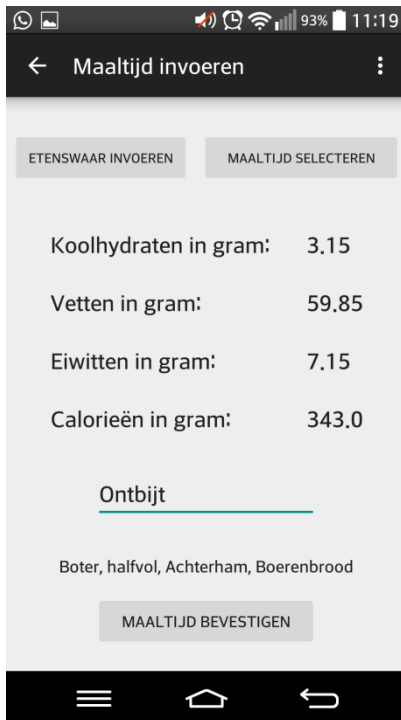 93% 11:19
Maaltijd invoeren
ETENSWAAR INVOEREN MAALTIJD SELECTEREN
Koolhydraten in gram: 3.15
Vetten in gram: 59.85
Eiwitten in gram: 7.15
Calorieën in gram: 343.0
Ontbijt
Boter, halfvol, Achterham, Boerenbrood
MAALTIJD BEVESTIGEN